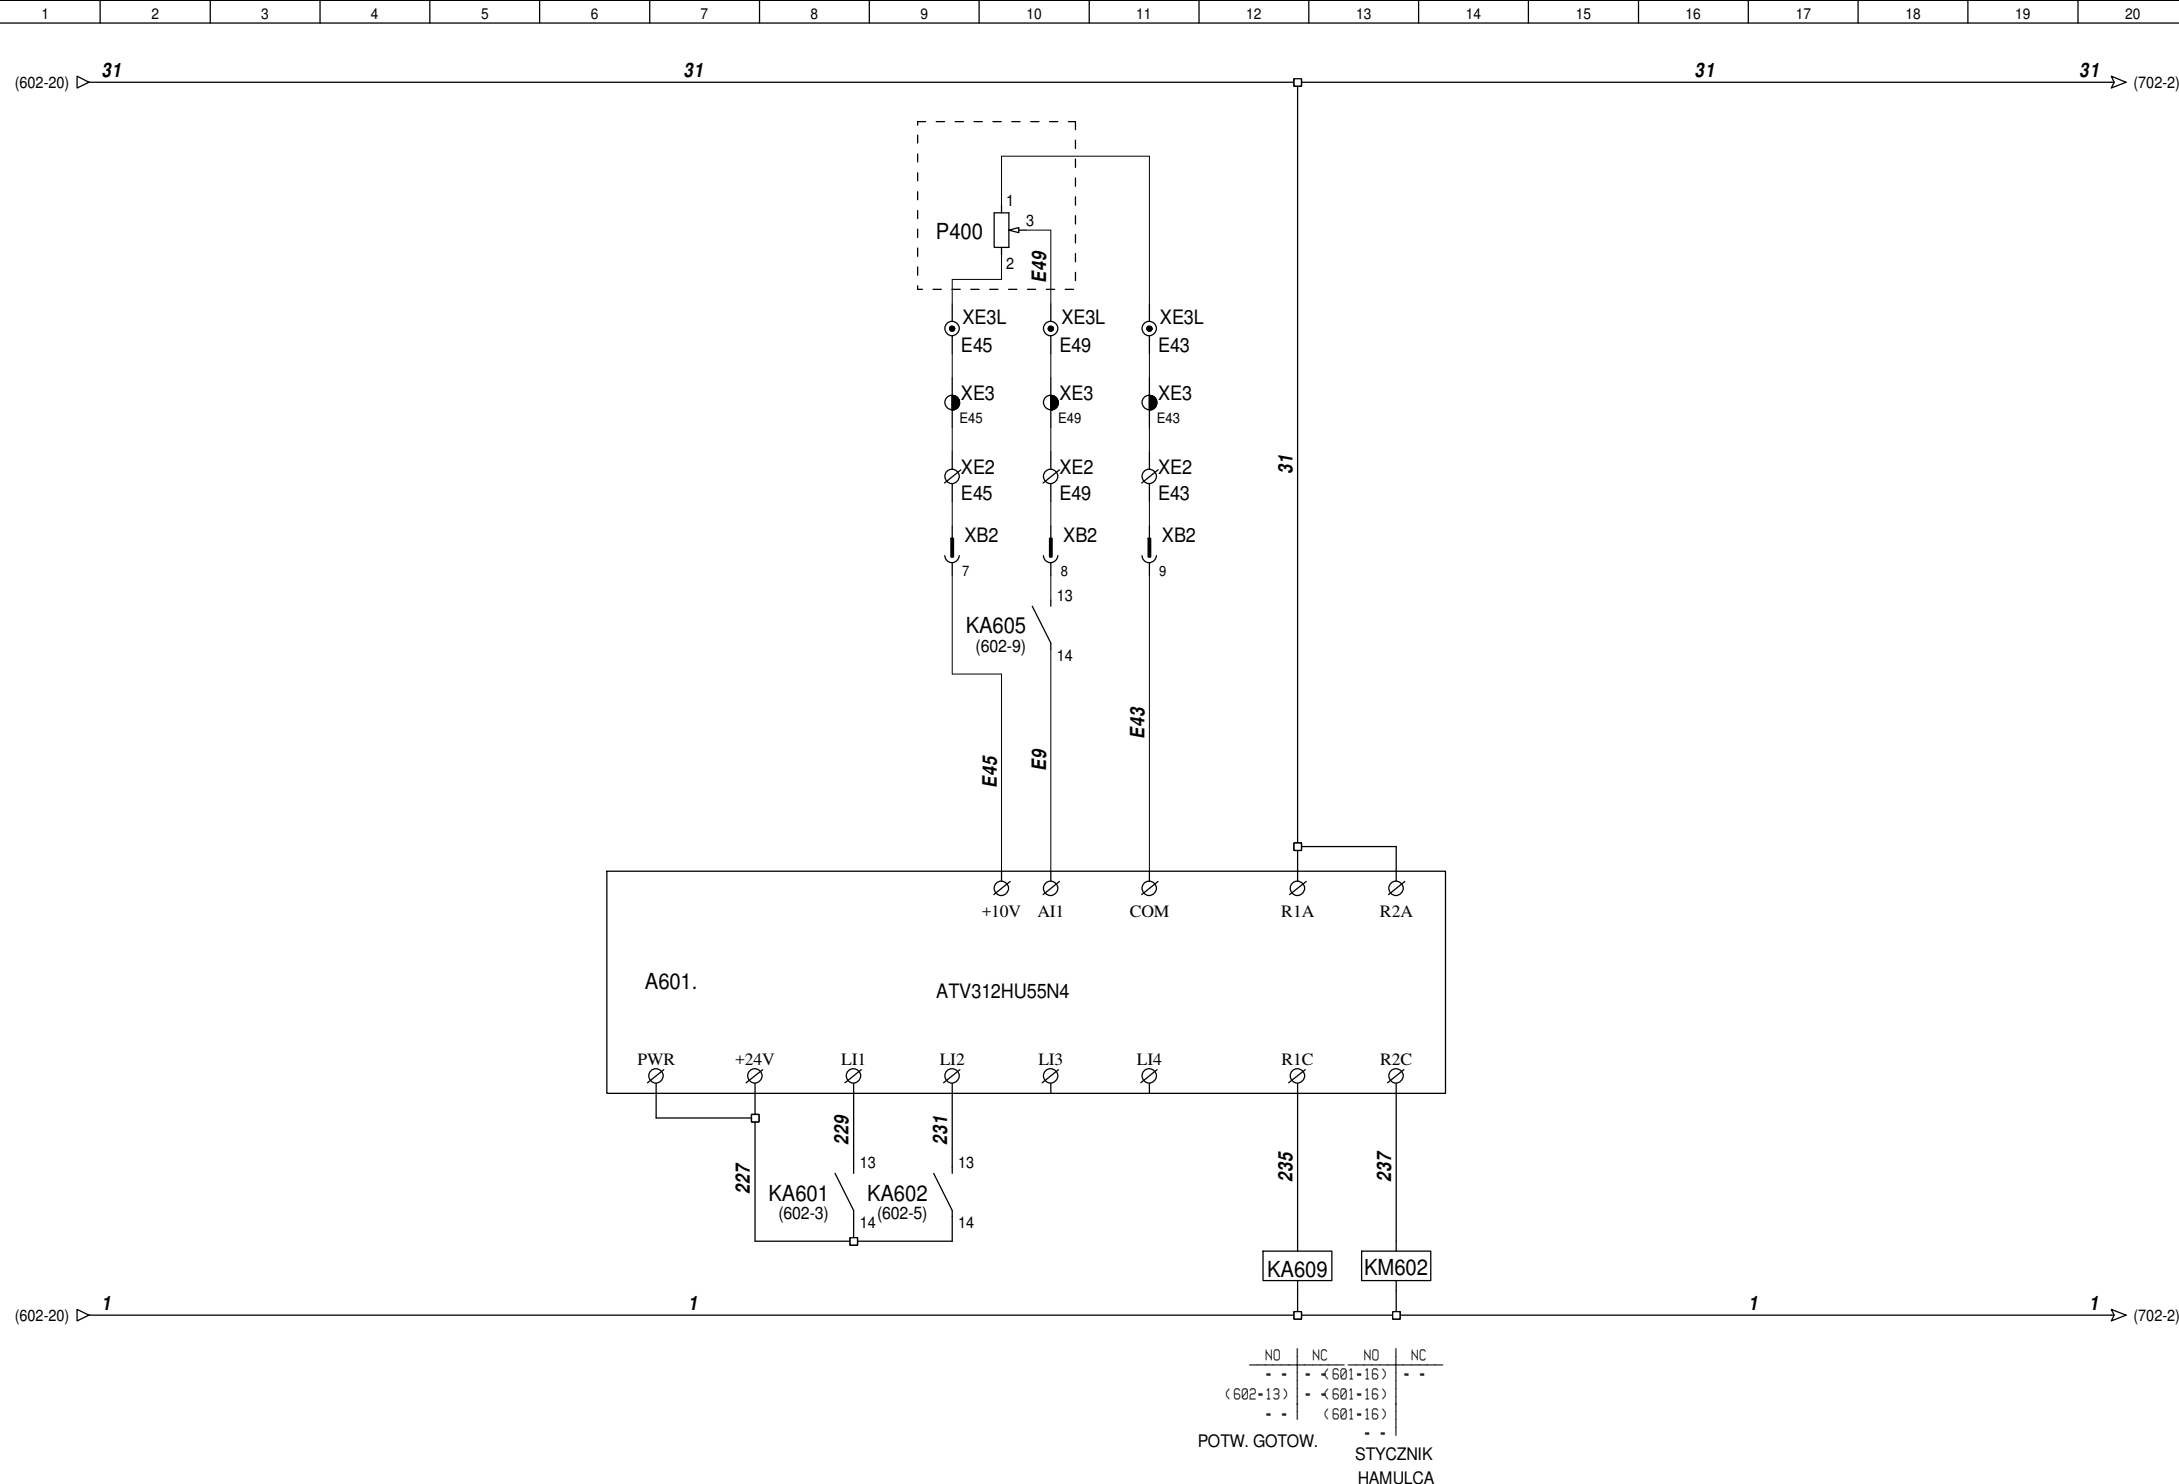 1 2 3 4 5 6 7 8 9 10 11 12 13 14 15 16 17 18 19 20
31 31 31 31
(602-20) (702-2)
1
P400 3
2
E49
XE3L XE3L XE3L
E45 E49 E43
XE3 XE3 XE3
E45 E49 E43
31
XE2 XE2 XE2
E45 E49 E43
XB2 XB2 XB2
7 8 9
13
KA605
(602-9)
14
E45 E9 E43
+10V AI1 COM R1A R2A
A601. ATV312HU55N4
PWR +24V LI1 LI2 LI3 LI4 R1C R2C
229 231
13 13
227 235 237
KA601 KA602
(602-3) (602-5)
14 14
KA609 KM602
1 1 1 1
(602-20) (702-2)
NO NC NO NC
- - - - (601-16) - -
(602-13) - - (601-16)
- - (601-16)
- -
POTW. GOTOW.
STYCZNIK
HAMULCA